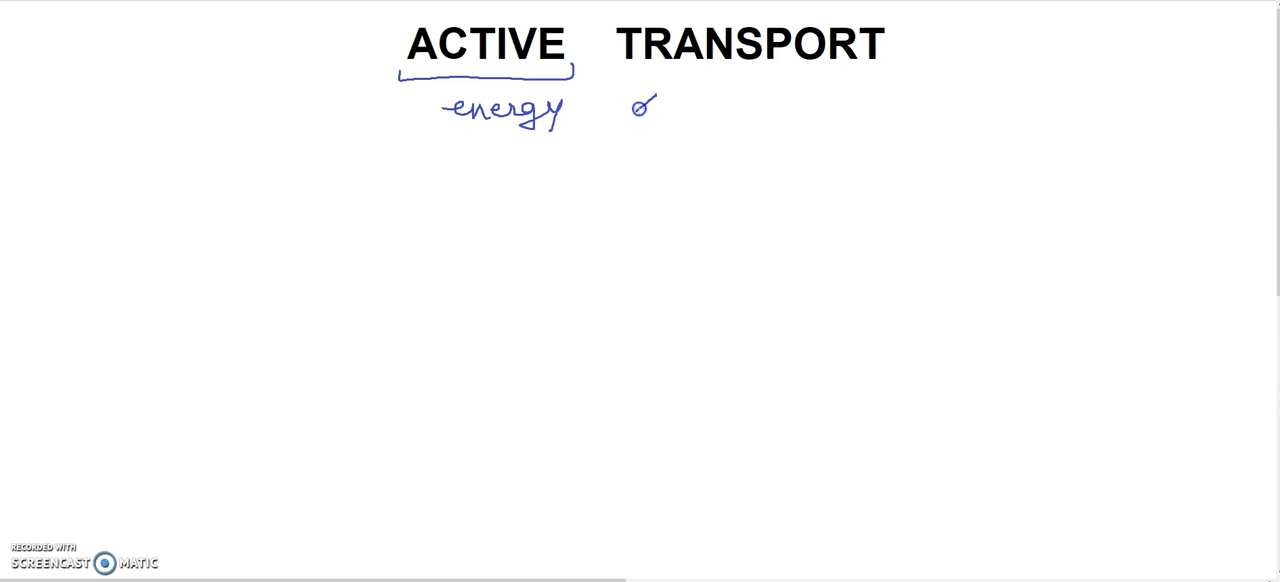 ACTIVE TRANSPORT
energy
RECORDED WITH
SCREENCAST MATIC